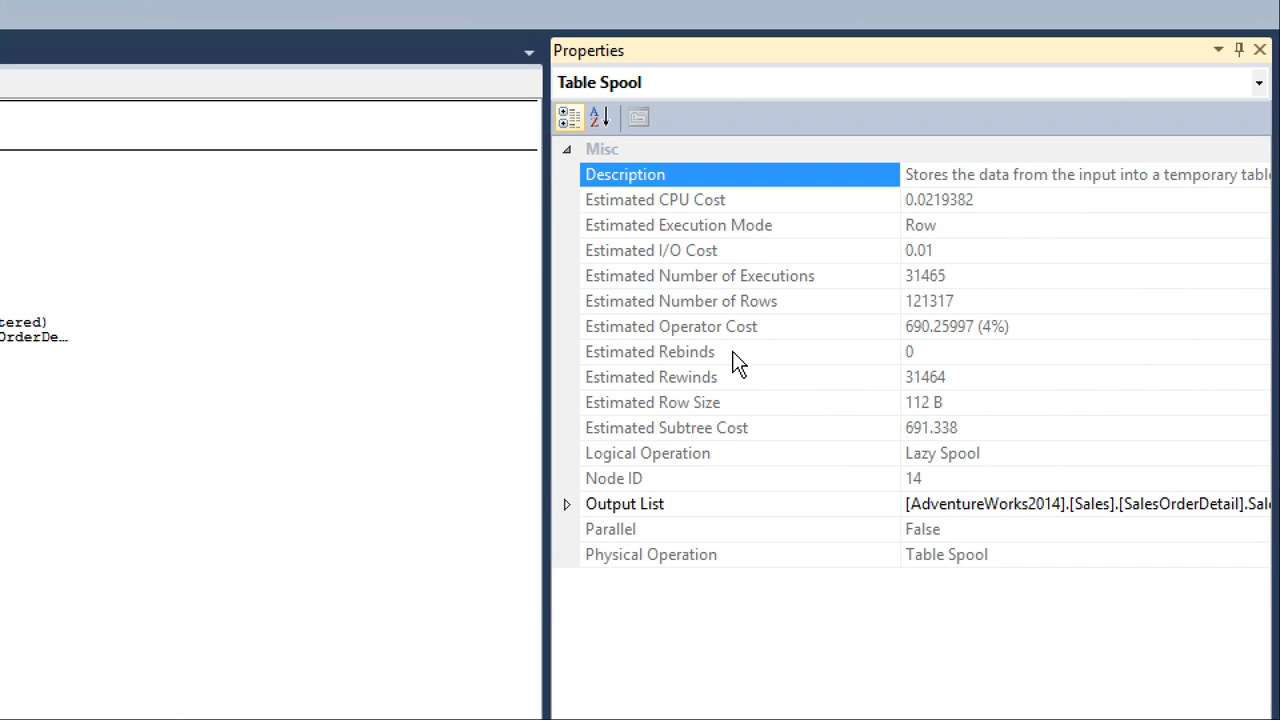 Properties
Table Spool
Misc
Description Stores the data from the input into a temporary tabl
Estimated CPU Cost 0.0219382
Estimated Execution Mode Row
Estimated I/O Cost 0.01
Estimated Number of Executions 31465
Estimated Number of Rows 121317
tered)
OrderDe...
Estimated Operator Cost 690.25997 (4%)
Estimated Rebinds 0
Estimated Rewinds 31464
Estimated Row Size 112 B
Estimated Subtree Cost 691.338
Logical Operation Lazy Spool
Node ID 14
Output List [AdventureWorks2014].[Sales].[SalesOrderDetail].Sal
Parallel False
Physical Operation Table Spool